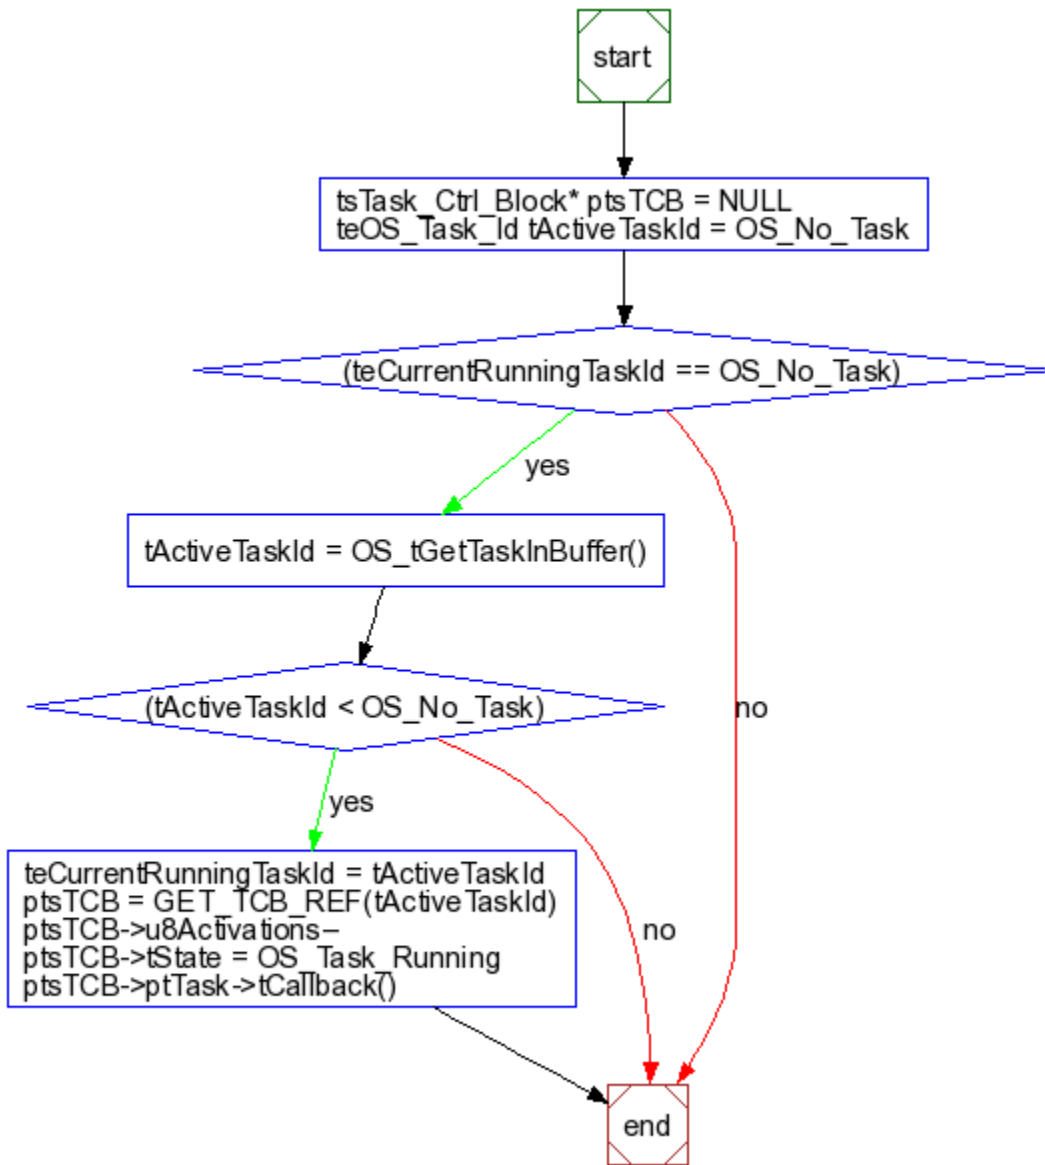 start
tsTask_Ctrl_Block* ptsTCB = NULL
teOS_Task_Id tActiveTaskId = OS_No_Task
(teCurrentRunningTaskId == OS_No_Task)
yes
tActiveTaskId = OS_tGetTaskInBuffer()
(tActiveTaskId < OS_No_Task)
no
yes
teCurrentRunningTaskId = tActiveTaskId
ptsTCB = GET_TCB_REF(tActiveTaskId)
ptsTCB->u8Activations–
ptsTCB->tState = OS_Task_Running
ptsTCB->ptTask->tCallback()
no
end